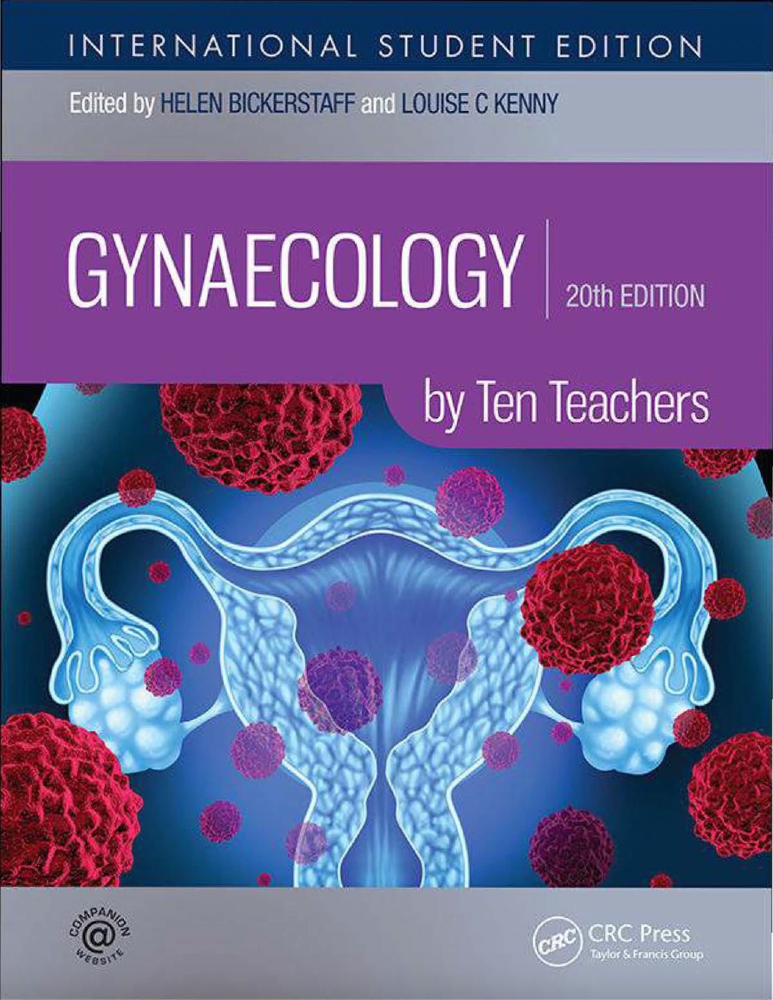 INTERNATIONAL STUDENT EDITION
Edited by HELEN BICKERSTAFF and LOUISE C KENNY
GYNAECOLOGY
20th EDITION
by Ten Teachers
COMPANION
@
WEBSITE
CRC
CRC Press
Taylor & Francis Group